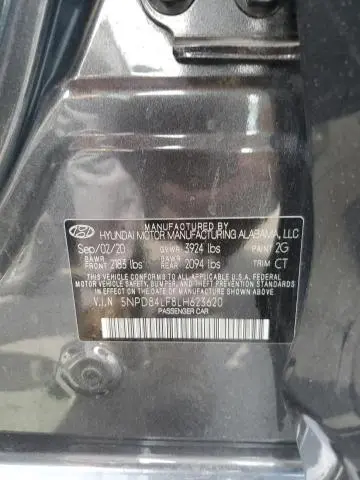 MANUFACTURED BY
HYUNDAI MOTOR MANUFACTURING ALABAMA, LLC
Sep/02/20 GVWR 3924 lbs PAINT 2G
GAWR FRONT 2183 lbs GAWR REAR 2094 lbs TRIM CT
THIS VEHICLE CONFORMS TO ALL APPLICABLE U.S.
FEDERAL MOTOR VEHICLE SAFETY, BUMPER, AND THEFT PREVENTION STANDARDS
IN EFFECT ON THE DATE OF MANUFACTURE SHOWN ABOVE.
V.I.N 5NPD84LF8LH623620
PASSENGER CAR